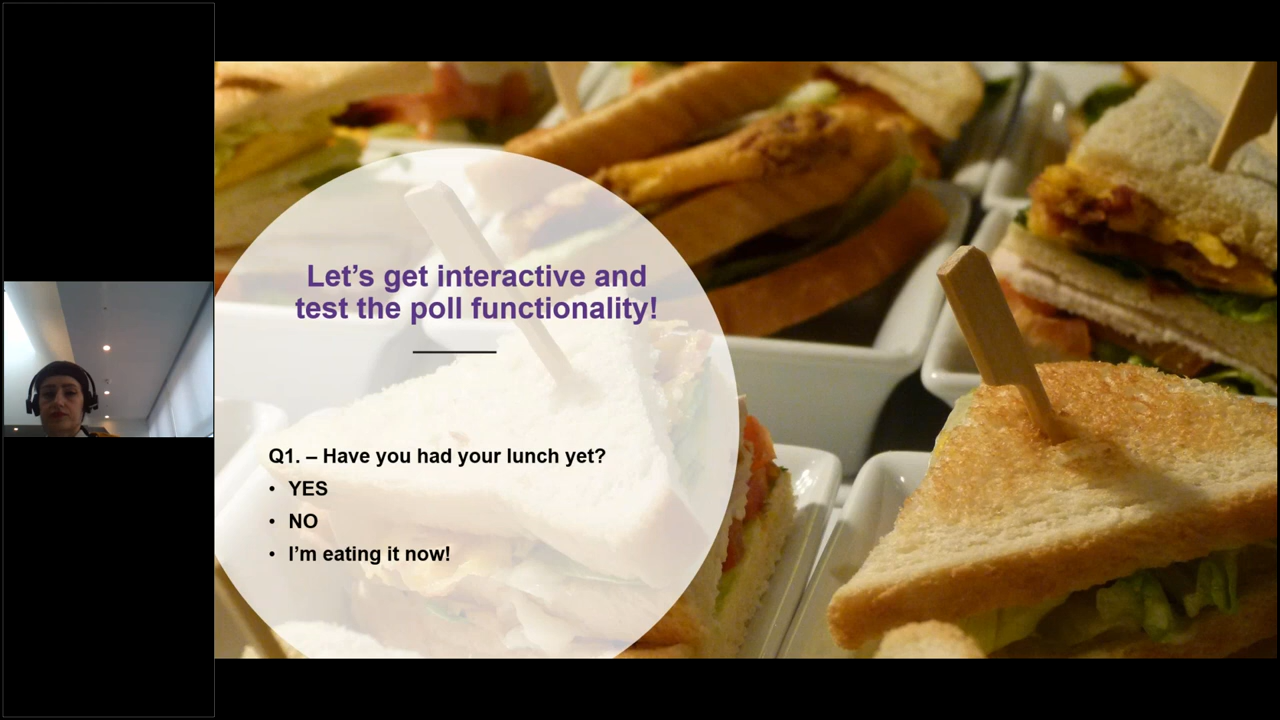 Let’s get interactive and
test the poll functionality!
Q1. – Have you had your lunch yet?
• YES
• NO
• I’m eating it now!